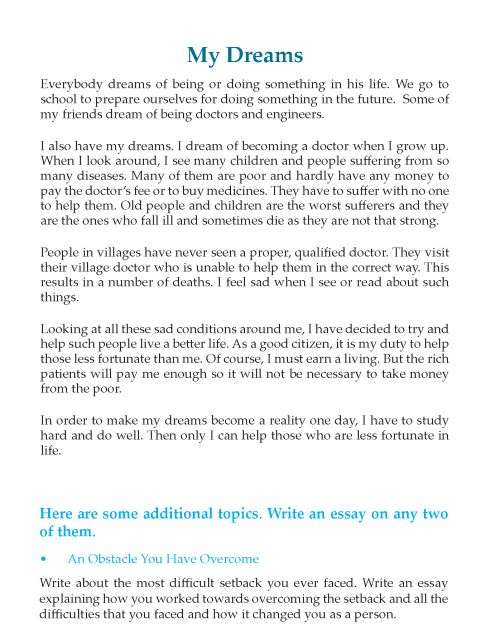 My Dreams
Everybody dreams of being or doing something in his life. We go to
school to prepare ourselves for doing something in the future.  Some of
my friends dream of being doctors and engineers.
I also have my dreams. I dream of becoming a doctor when I grow up.
When I look around, I see many children and people suffering from so
many diseases. Many of them are poor and hardly have any money to
pay the doctor's fee or to buy medicines. They have to suffer with no one
to help them. Old people and children are the worst sufferers and they
are the ones who fall ill and sometimes die as they are not that strong.
People in villages have never seen a proper, qualified doctor. They visit
their village doctor who is unable to help them in the correct way. This
results in a number of deaths. I feel sad when I see or read about such
things.
Looking at all these sad conditions around me, I have decided to try and
help such people live a better life. As a good citizen, it is my duty to help
those less fortunate than me. Of course, I must earn a living. But the rich
patients will pay me enough so it will not be necessary to take money
from the poor.
In order to make my dreams become a reality one day, I have to study
hard and do well. Then only I can help those who are less fortunate in
life.
Here are some additional topics. Write an essay on any two
of them.
• An Obstacle You Have Overcome
Write about the most difficult setback you ever faced. Write an essay
explaining how you worked towards overcoming the setback and all the
difficulties that you faced and how it changed you as a person.